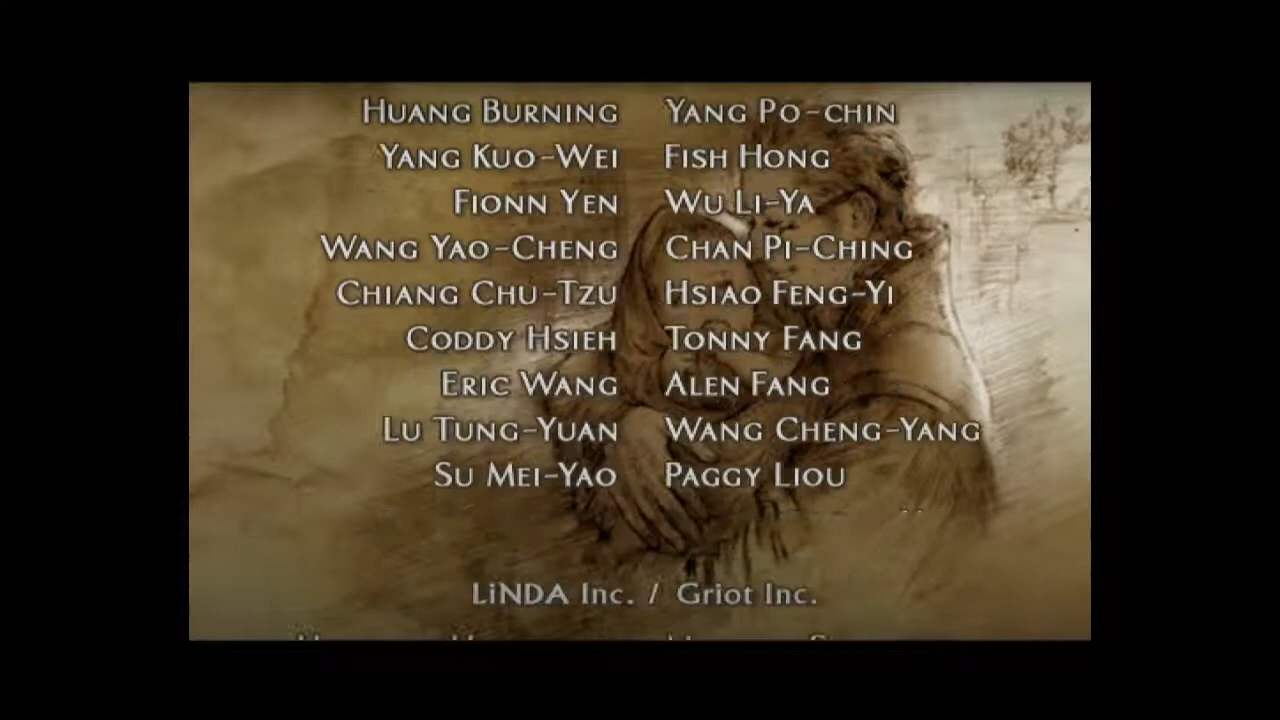 Huang Burning Yang Po-chin
Yang Kuo-Wei Fish Hong
Fionn Yen Wu Li-Ya
Wang Yao-Cheng Chan Pi-Ching
Chiang Chu-Tzu Hsiao Feng-Yi
Coddy Hsieh Tonny Fang
Eric Wang Alen Fang
Lu Tung-Yuan Wang Cheng-Yang
Su Mei-Yao Paggy Liou
LiNDA Inc. / Griot Inc.